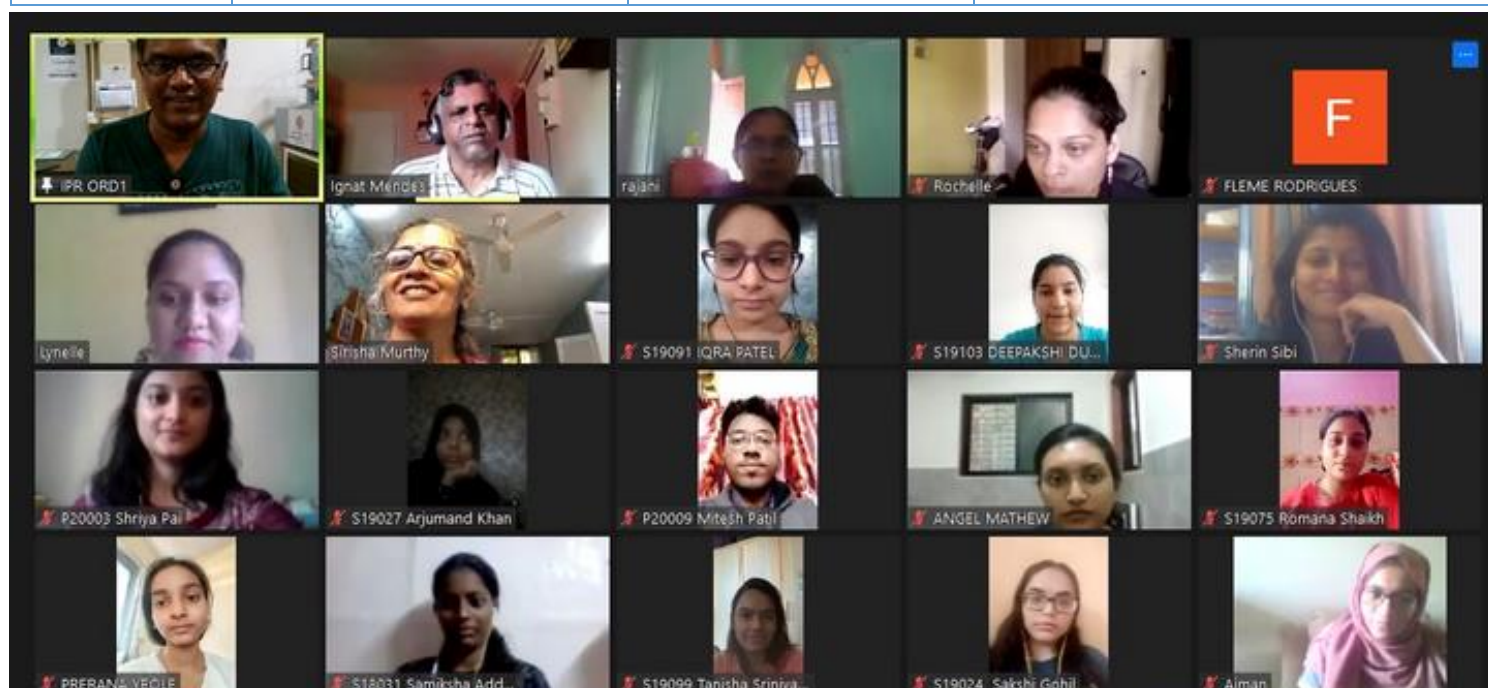 IPR ORD1
Ignat Mendes
rajani
Rochelle
F
FLEME RODRIGUES
Lynelle
Sirisha Murthy
S19091 IQRA PATEL
S19103 DEEPAKSHI DU...
Sherin Sibi
P20003 Shriya Pai
S19027 Arjumand Khan
P20009 Mitesh Patil
ANGEL MATHEW
S19075 Romana Shaikh
PRERANA YEOLE
S18031 Samiksha Add...
S19099 Tanisha Sriniva...
S19024_Sakshi Gohil
Aiman